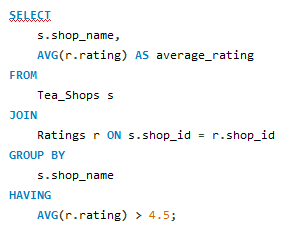 SELECT
    s.shop_name,
    AVG(r.rating) AS average_rating
FROM
    Tea_Shops s
JOIN
    Ratings r ON s.shop_id = r.shop_id
GROUP BY
    s.shop_name
HAVING
    AVG(r.rating) > 4.5;